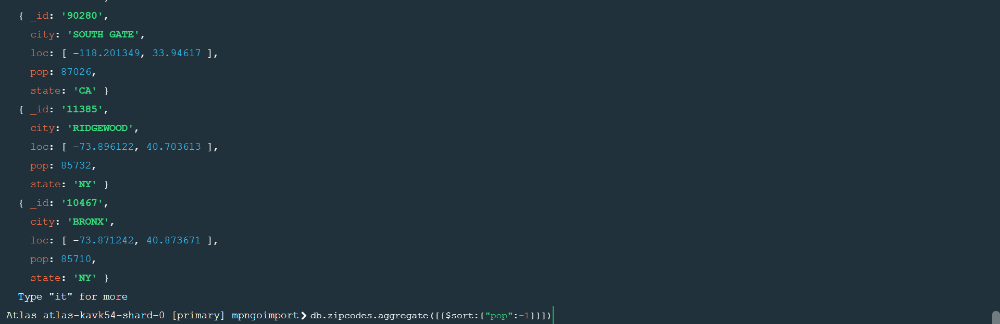 { _id: '90280',
city: 'SOUTH GATE',
loc: [ -118.201349, 33.94617 ],
pop: 87026,
state: 'CA' }
{ _id: '11385',
city: 'RIDGEWOOD',
loc: [ -73.896122, 40.703613 ],
pop: 85732,
state: 'NY' }
{ _id: '10467',
city: 'BRONX',
loc: [ -73.871242, 40.873671 ],
pop: 85710,
state: 'NY' }
Type "it" for more
Atlas atlas-kavk54-shard-0 [primary] mpngoimport❯ db.zipcodes.aggregate([{$sort:{"pop":-1}}])